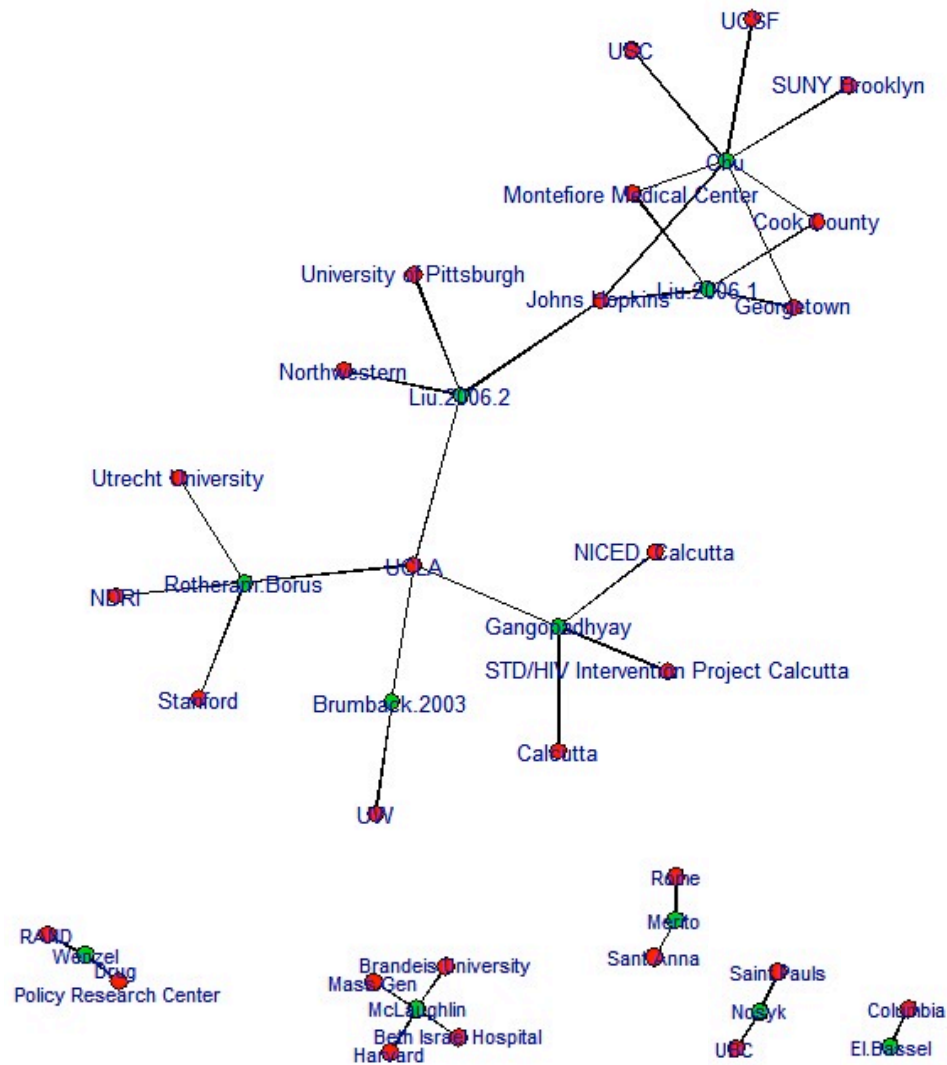 UCSF
USC
SUNY Brooklyn
Chu
Montefiore Medical Center
Cook County
University of Pittsburgh
Liu.2006.1
Johns Hopkins
Georgetown
Northwestern
Liu.2006.2
Utrecht University
NICED Calcutta
UCLA
Rotheram.Borus
NDRI
Gangopadhyay
STD/HIV Intervention Project Calcutta
Stanford
Brumback.2003
Calcutta
UW
Rome
Merito
RAND
Wenzel
Sant'Anna
Brandeis University
Drug
Saint Pauls
Mass Gen
Policy Research Center
McLaughlin
Nosyk
Columbia
Beth Israel Hospital
Harvard
UBC
El.Bassel